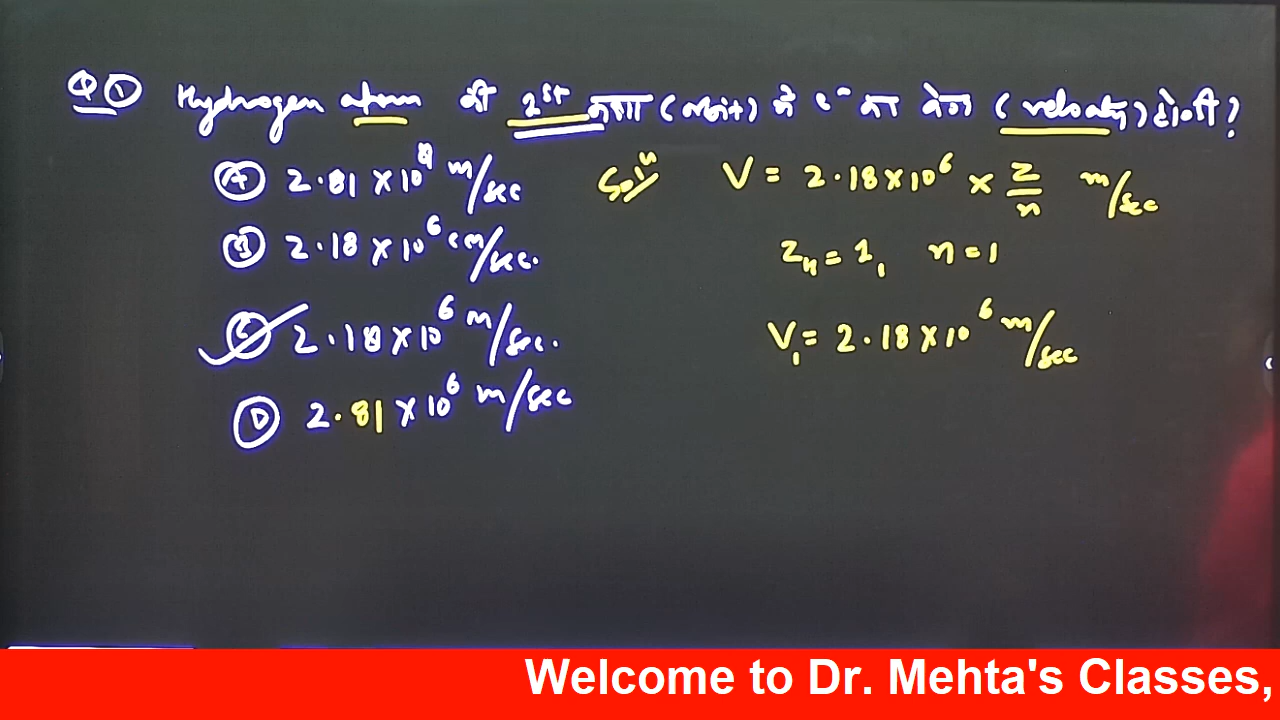 Q① Hydrogen atom की 1st कक्षा (orbit) में e⁻ का वेग (velocity) होगी?
Ⓐ 2.81 × 10⁸ m/sec
Ⓑ 2.18 × 10⁶ cm/sec.
Ⓒ 2.18 × 10⁶ m/sec.
Ⓓ 2.81 × 10⁶ m/sec
Solⁿ V = 2.18 × 10⁶ × Z/n m/sec
Z_H = 1, n = 1
V₁ = 2.18 × 10⁶ m/sec
Welcome to Dr. Mehta's Classes,